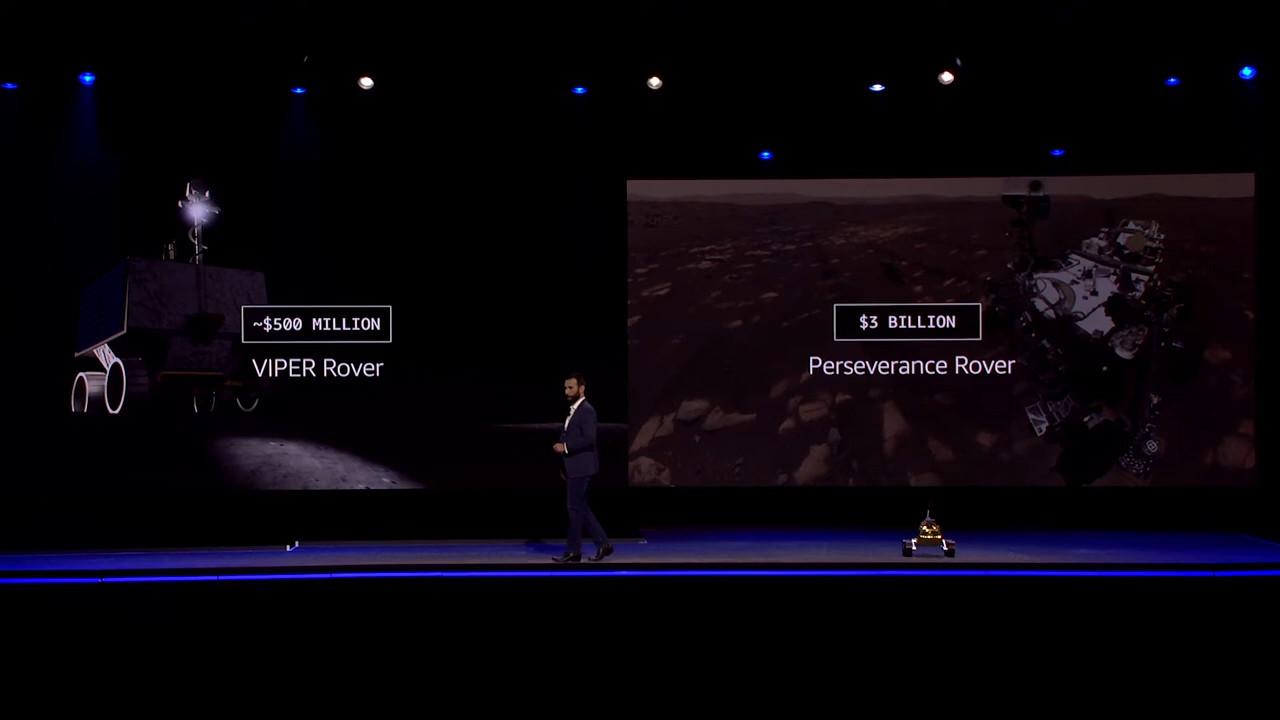 ~$500 MILLION
VIPER Rover
$3 BILLION
Perseverance Rover